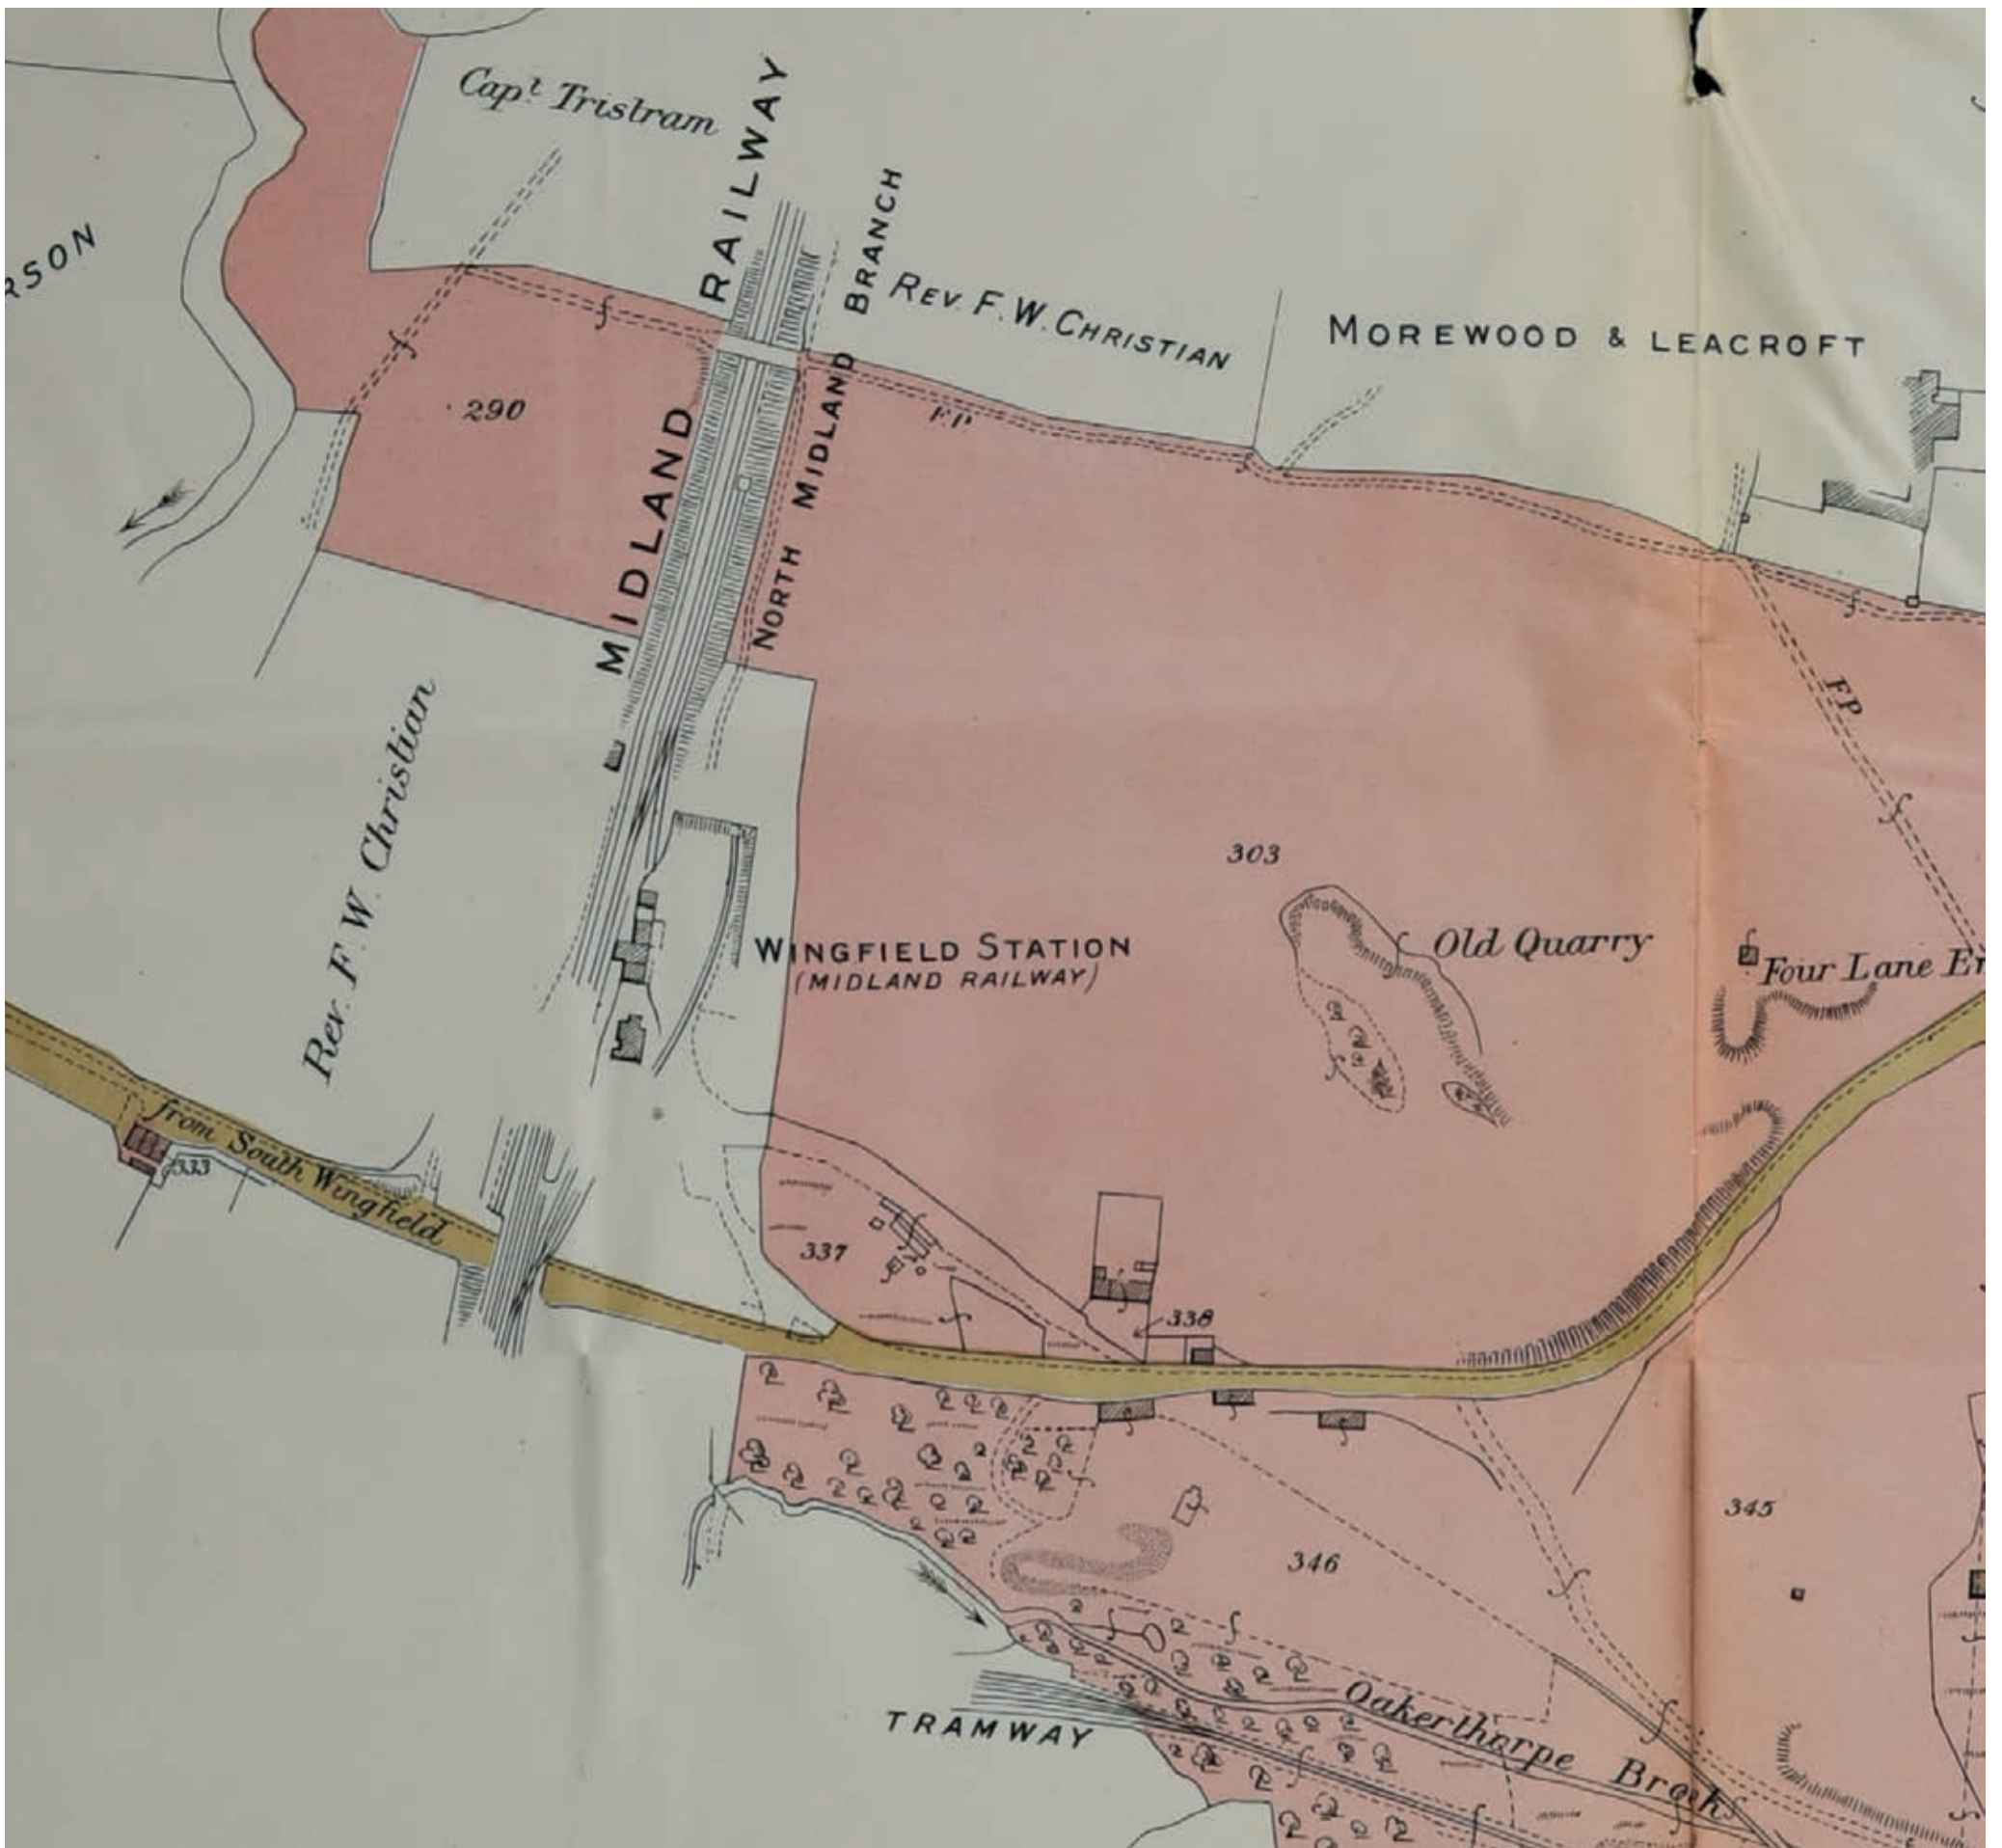 Capt. Tristram
RSON
MIDLAND RAILWAY
NORTH MIDLAND BRANCH
REV. F. W. CHRISTIAN
MOREWOOD & LEACROFT
290
FP
FP
Rev. F. W. Christian
303
WINGFIELD STATION
(MIDLAND RAILWAY)
Old Quarry
Four Lane En
from South Wingfield
333
337
338
345
346
TRAMWAY
Oakerthorpe Brook